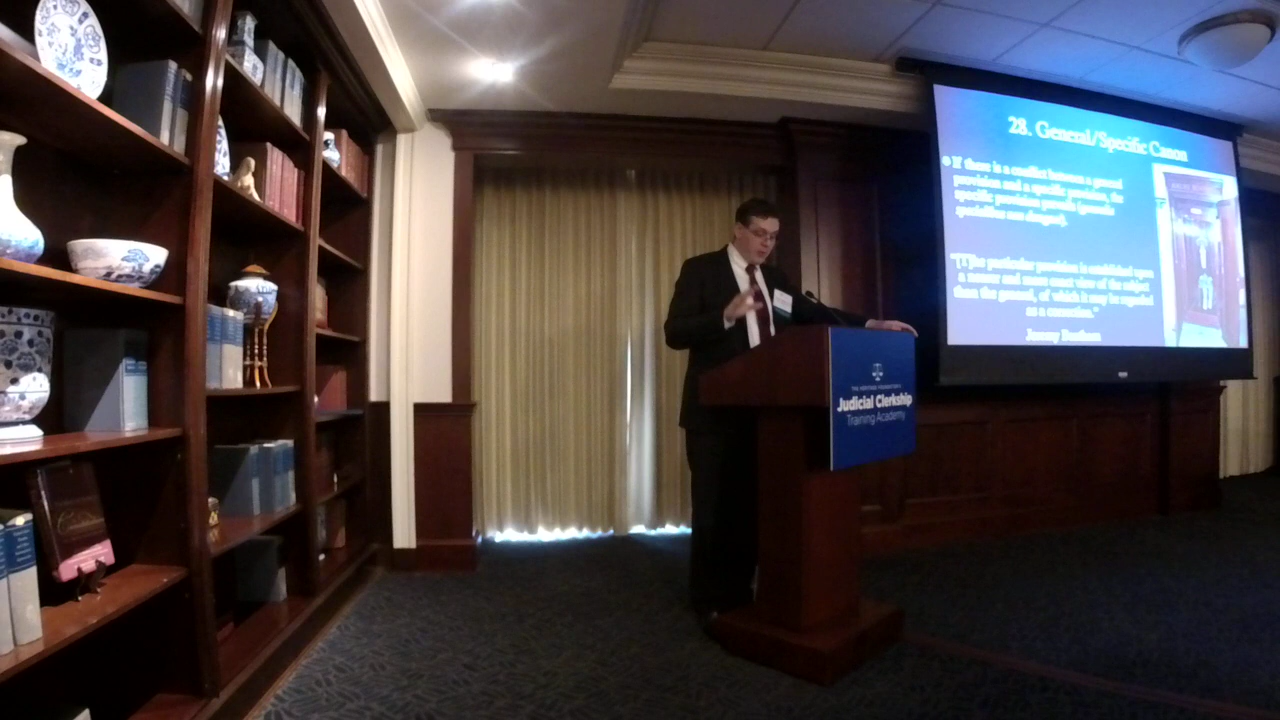 28. General/Specific Canon
If there is a conflict between a general
provision and a specific provision, the
specific provision prevails (generalia
specialibus non derogant).
"[T]he particular provision is established upon
a nearer and more exact view of the subject
than the general, of which it may be regarded
as a correction."
Jeremy Bentham
THE HERITAGE FOUNDATION'S
Judicial Clerkship
Training Academy